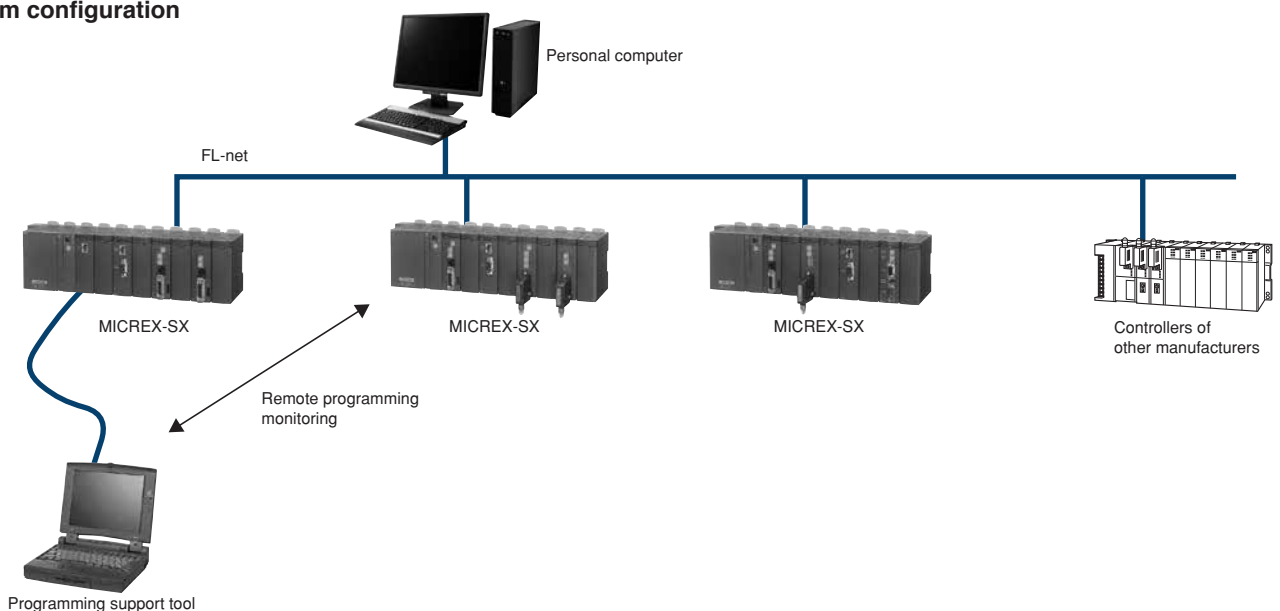 m configuration
Personal computer
FL-net
MICREX-SX
MICREX-SX
MICREX-SX
Controllers of
other manufacturers
Remote programming
monitoring
Programming support tool